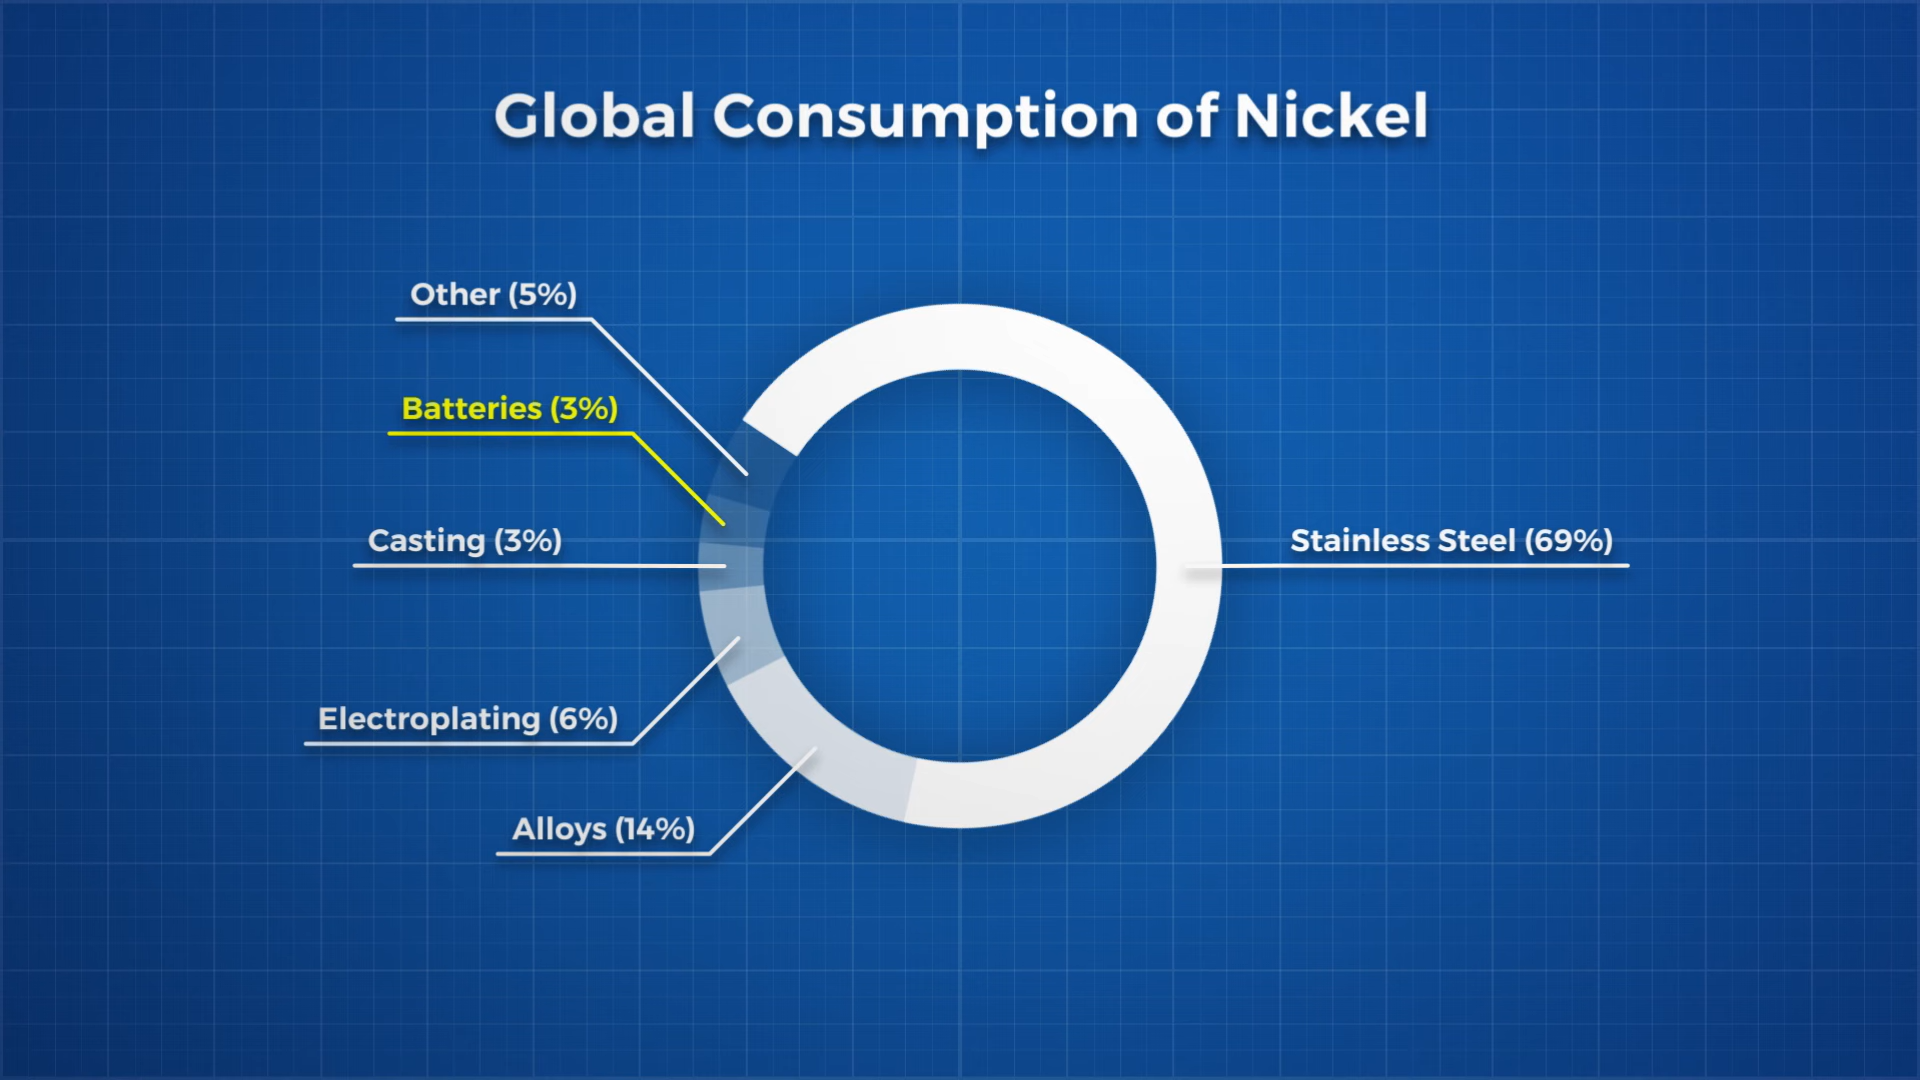 Global Consumption of Nickel
Other (5%)
Batteries (3%)
Casting (3%)
Stainless Steel (69%)
Electroplating (6%)
Alloys (14%)